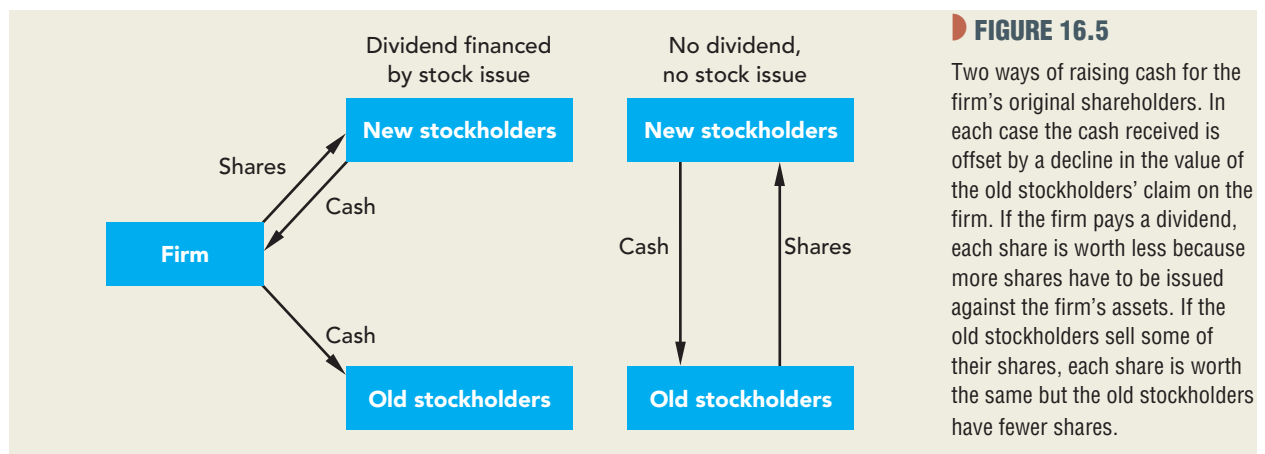 Dividend financed
by stock issue
New stockholders
Shares
Cash
Firm
Cash
Old stockholders
No dividend,
no stock issue
New stockholders
Cash
Shares
Old stockholders
FIGURE 16.5
Two ways of raising cash for the
firm's original shareholders. In
each case the cash received is
offset by a decline in the value of
the old stockholders' claim on the
firm. If the firm pays a dividend,
each share is worth less because
more shares have to be issued
against the firm's assets. If the
old stockholders sell some of
their shares, each share is worth
the same but the old stockholders
have fewer shares.